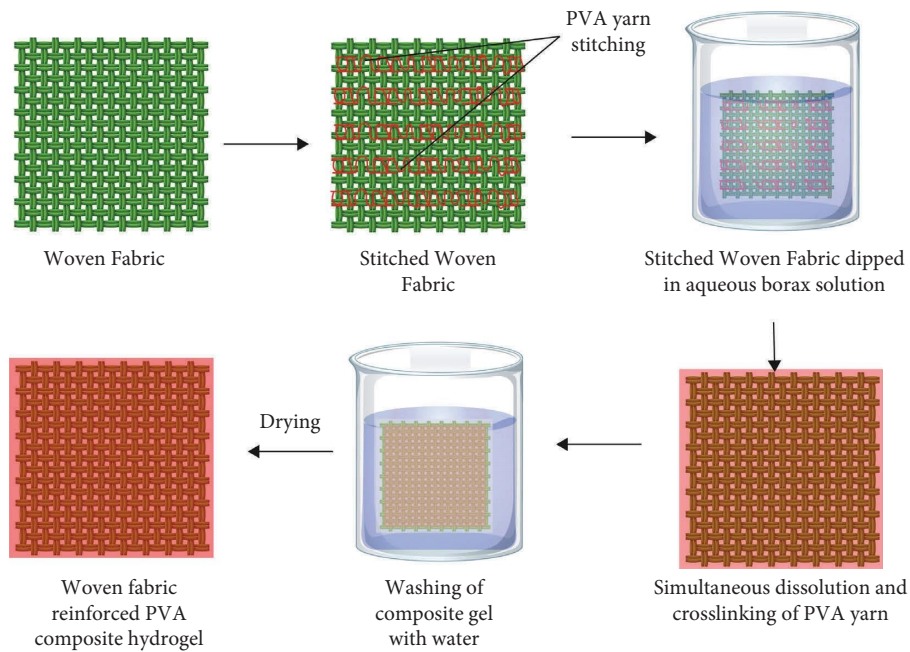 PVA yarn
stitching
Woven Fabric
Stitched Woven
Fabric
Stitched Woven Fabric dipped
in aqueous borax solution
Drying
Woven fabric
reinforced PVA
composite hydrogel
Washing of
composite gel
with water
Simultaneous dissolution and
crosslinking of PVA yarn